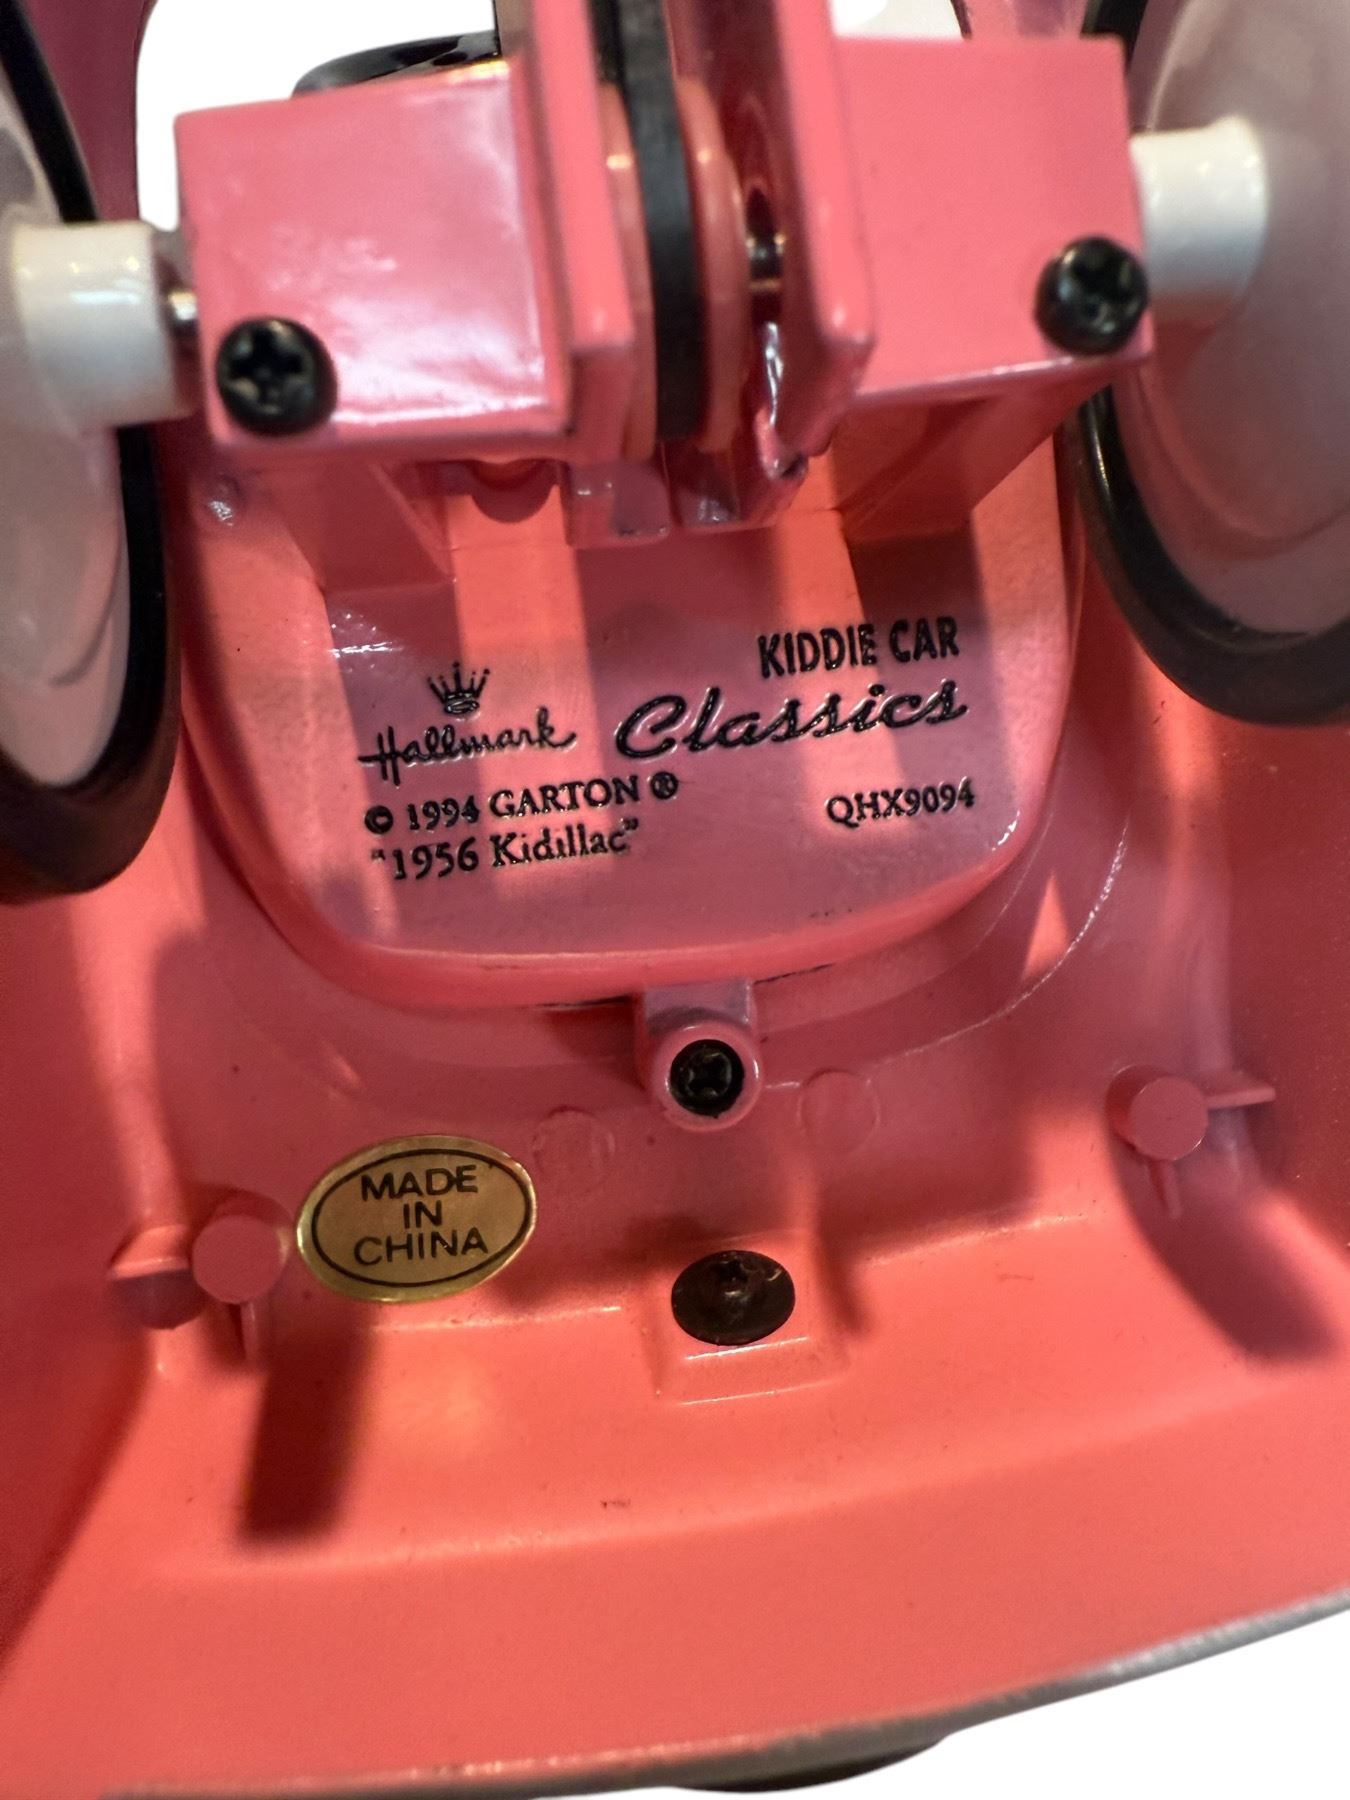 KIDDIE CAR
Hallmark Classics
© 1994 GARTON ®
"1956 Kidillac"
QHX9094
MADE
IN
CHINA